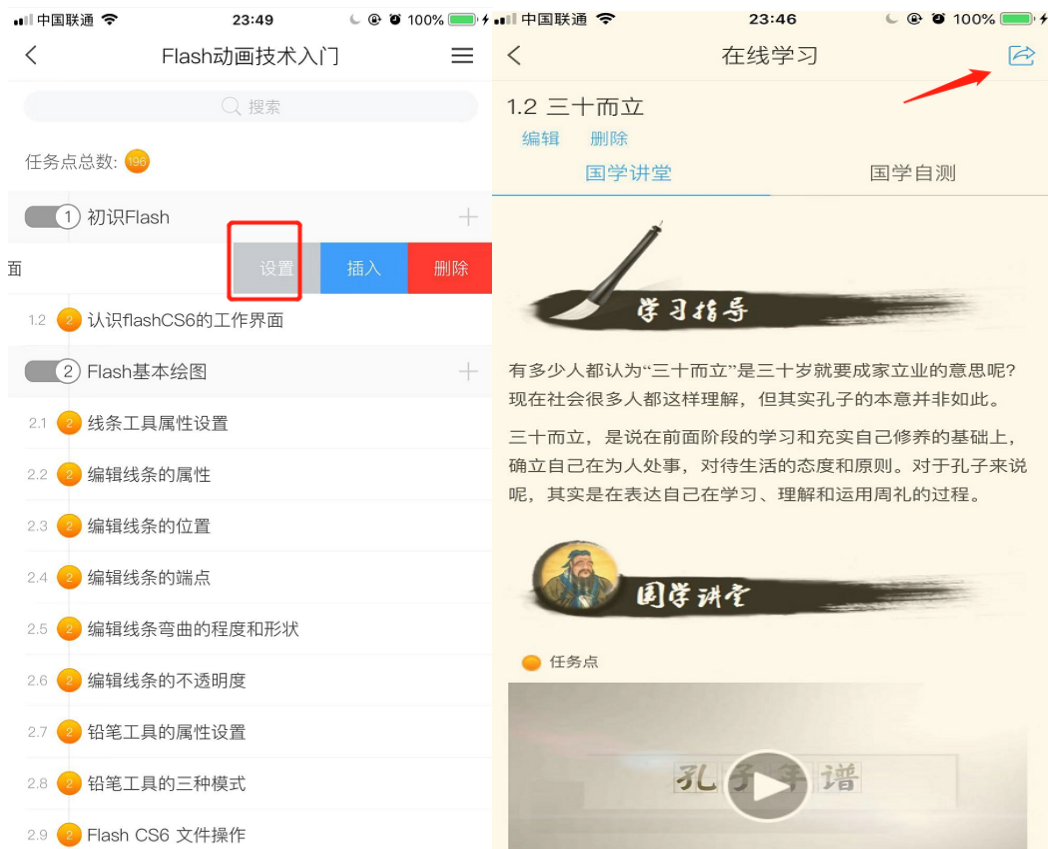 中国联通 23:49 100%
Flash动画技术入门
搜索
任务点总数: 196
1 初识Flash
面 设置 插入 删除
1.2 2 认识flashCS6的工作界面
2 Flash基本绘图
2.1 2 线条工具属性设置
2.2 2 编辑线条的属性
2.3 2 编辑线条的位置
2.4 2 编辑线条的端点
2.5 2 编辑线条弯曲的程度和形状
2.6 2 编辑线条的不透明度
2.7 2 铅笔工具的属性设置
2.8 2 铅笔工具的三种模式
2.9 2 Flash CS6 文件操作
中国联通 23:46 100%
在线学习
1.2 三十而立
编辑 删除
国学讲堂 国学自测
学习指导
有多少人都认为“三十而立”是三十岁就要成家立业的意思呢?
现在社会很多人都这样理解，但其实孔子的本意并非如此。
三十而立，是说在前面阶段的学习和充实自己修养的基础上，
确立自己在为人处事，对待生活的态度和原则。对于孔子来说
呢，其实是在表达自己在学习、理解和运用周礼的过程。
国学讲堂
任务点
孔子年谱